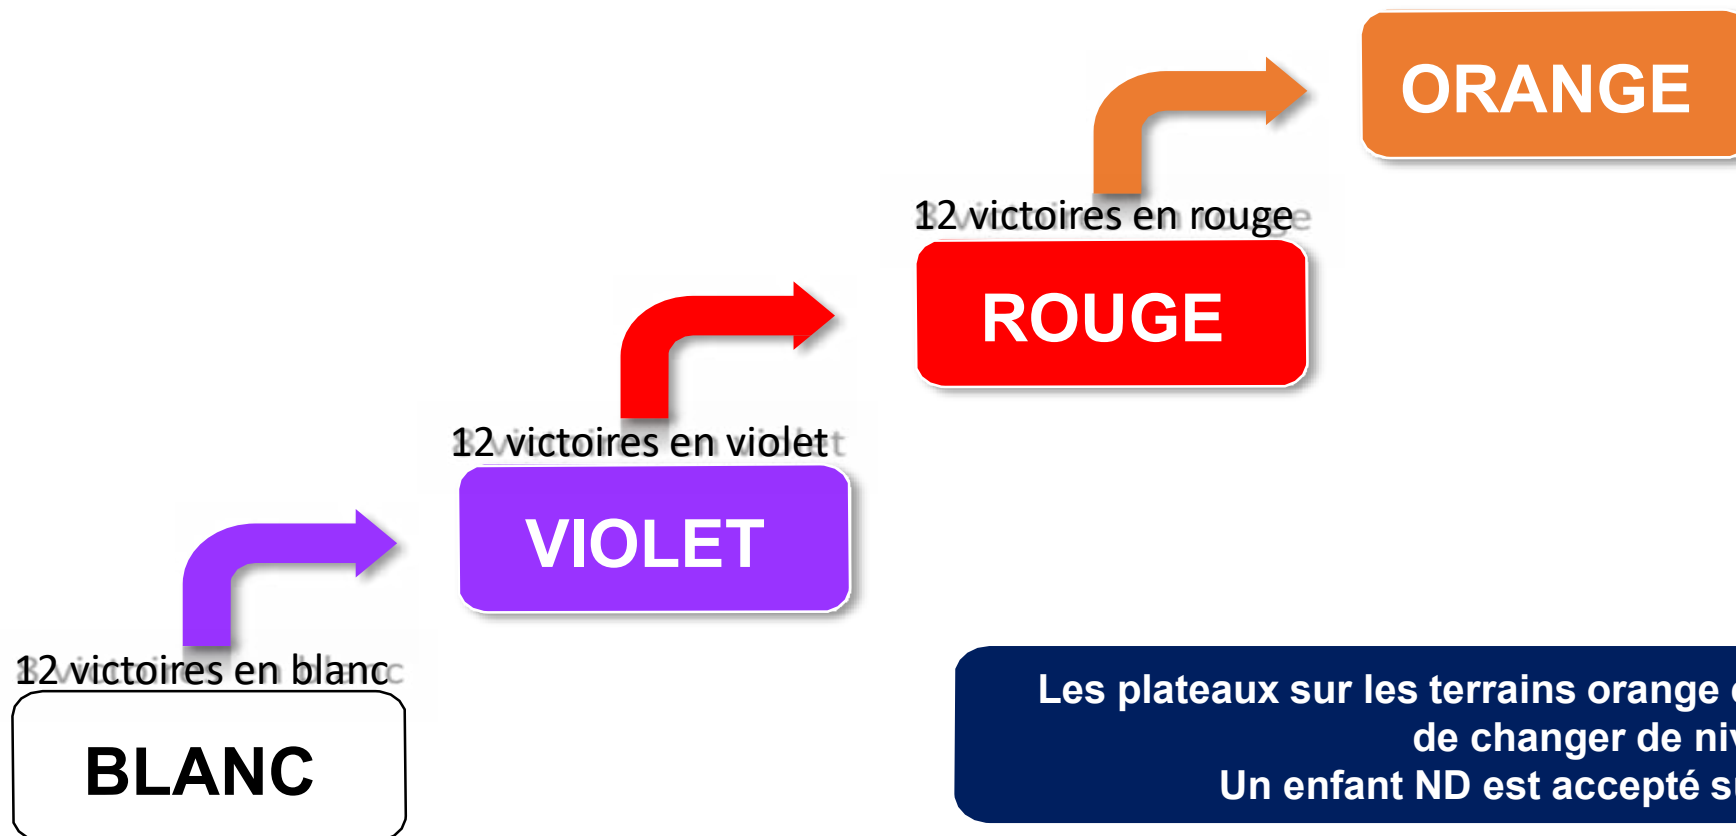 ORANGE
12 victoires en rouge
ROUGE
12 victoires en violet
VIOLET
12 victoires en blanc
BLANC
Les plateaux sur les terrains orange
de changer de
Un enfant ND est accepté